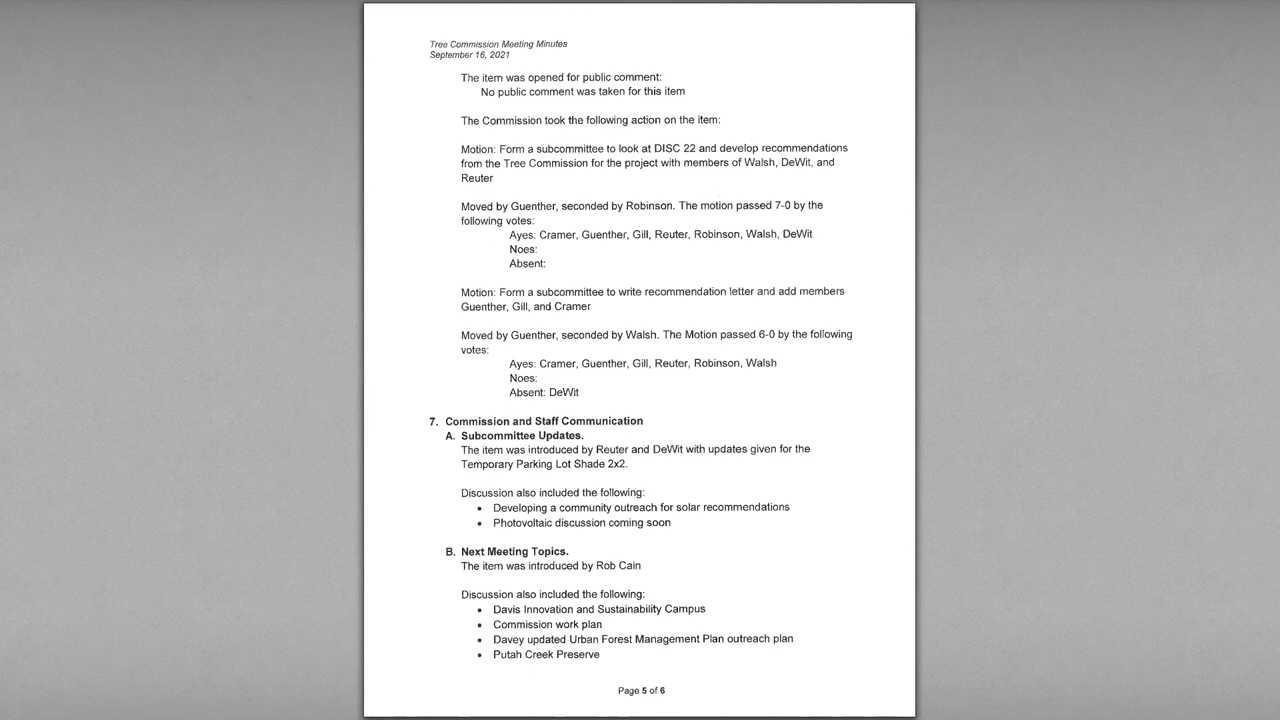 Tree Commission Meeting Minutes
September 16, 2021
The item was opened for public comment:
No public comment was taken for this item
The Commission took the following action on the item:
Motion: Form a subcommittee to look at DISC 22 and develop recommendations
from the Tree Commission for the project with members of Walsh, DeWit, and
Reuter
Moved by Guenther, seconded by Robinson. The motion passed 7-0 by the
following votes:
Ayes: Cramer, Guenther, Gill, Reuter, Robinson, Walsh, DeWit
Noes:
Absent:
Motion: Form a subcommittee to write recommendation letter and add members
Guenther, Gill, and Cramer
Moved by Guenther, seconded by Walsh. The Motion passed 6-0 by the following
votes:
Ayes: Cramer, Guenther, Gill, Reuter, Robinson, Walsh
Noes:
Absent: DeWit
7. Commission and Staff Communication
A. Subcommittee Updates.
The item was introduced by Reuter and DeWit with updates given for the
Temporary Parking Lot Shade 2x2.
Discussion also included the following:
• Developing a community outreach for solar recommendations
• Photovoltaic discussion coming soon
B. Next Meeting Topics.
The item was introduced by Rob Cain
Discussion also included the following:
• Davis Innovation and Sustainability Campus
• Commission work plan
• Davey updated Urban Forest Management Plan outreach plan
• Putah Creek Preserve
Page 5 of 6